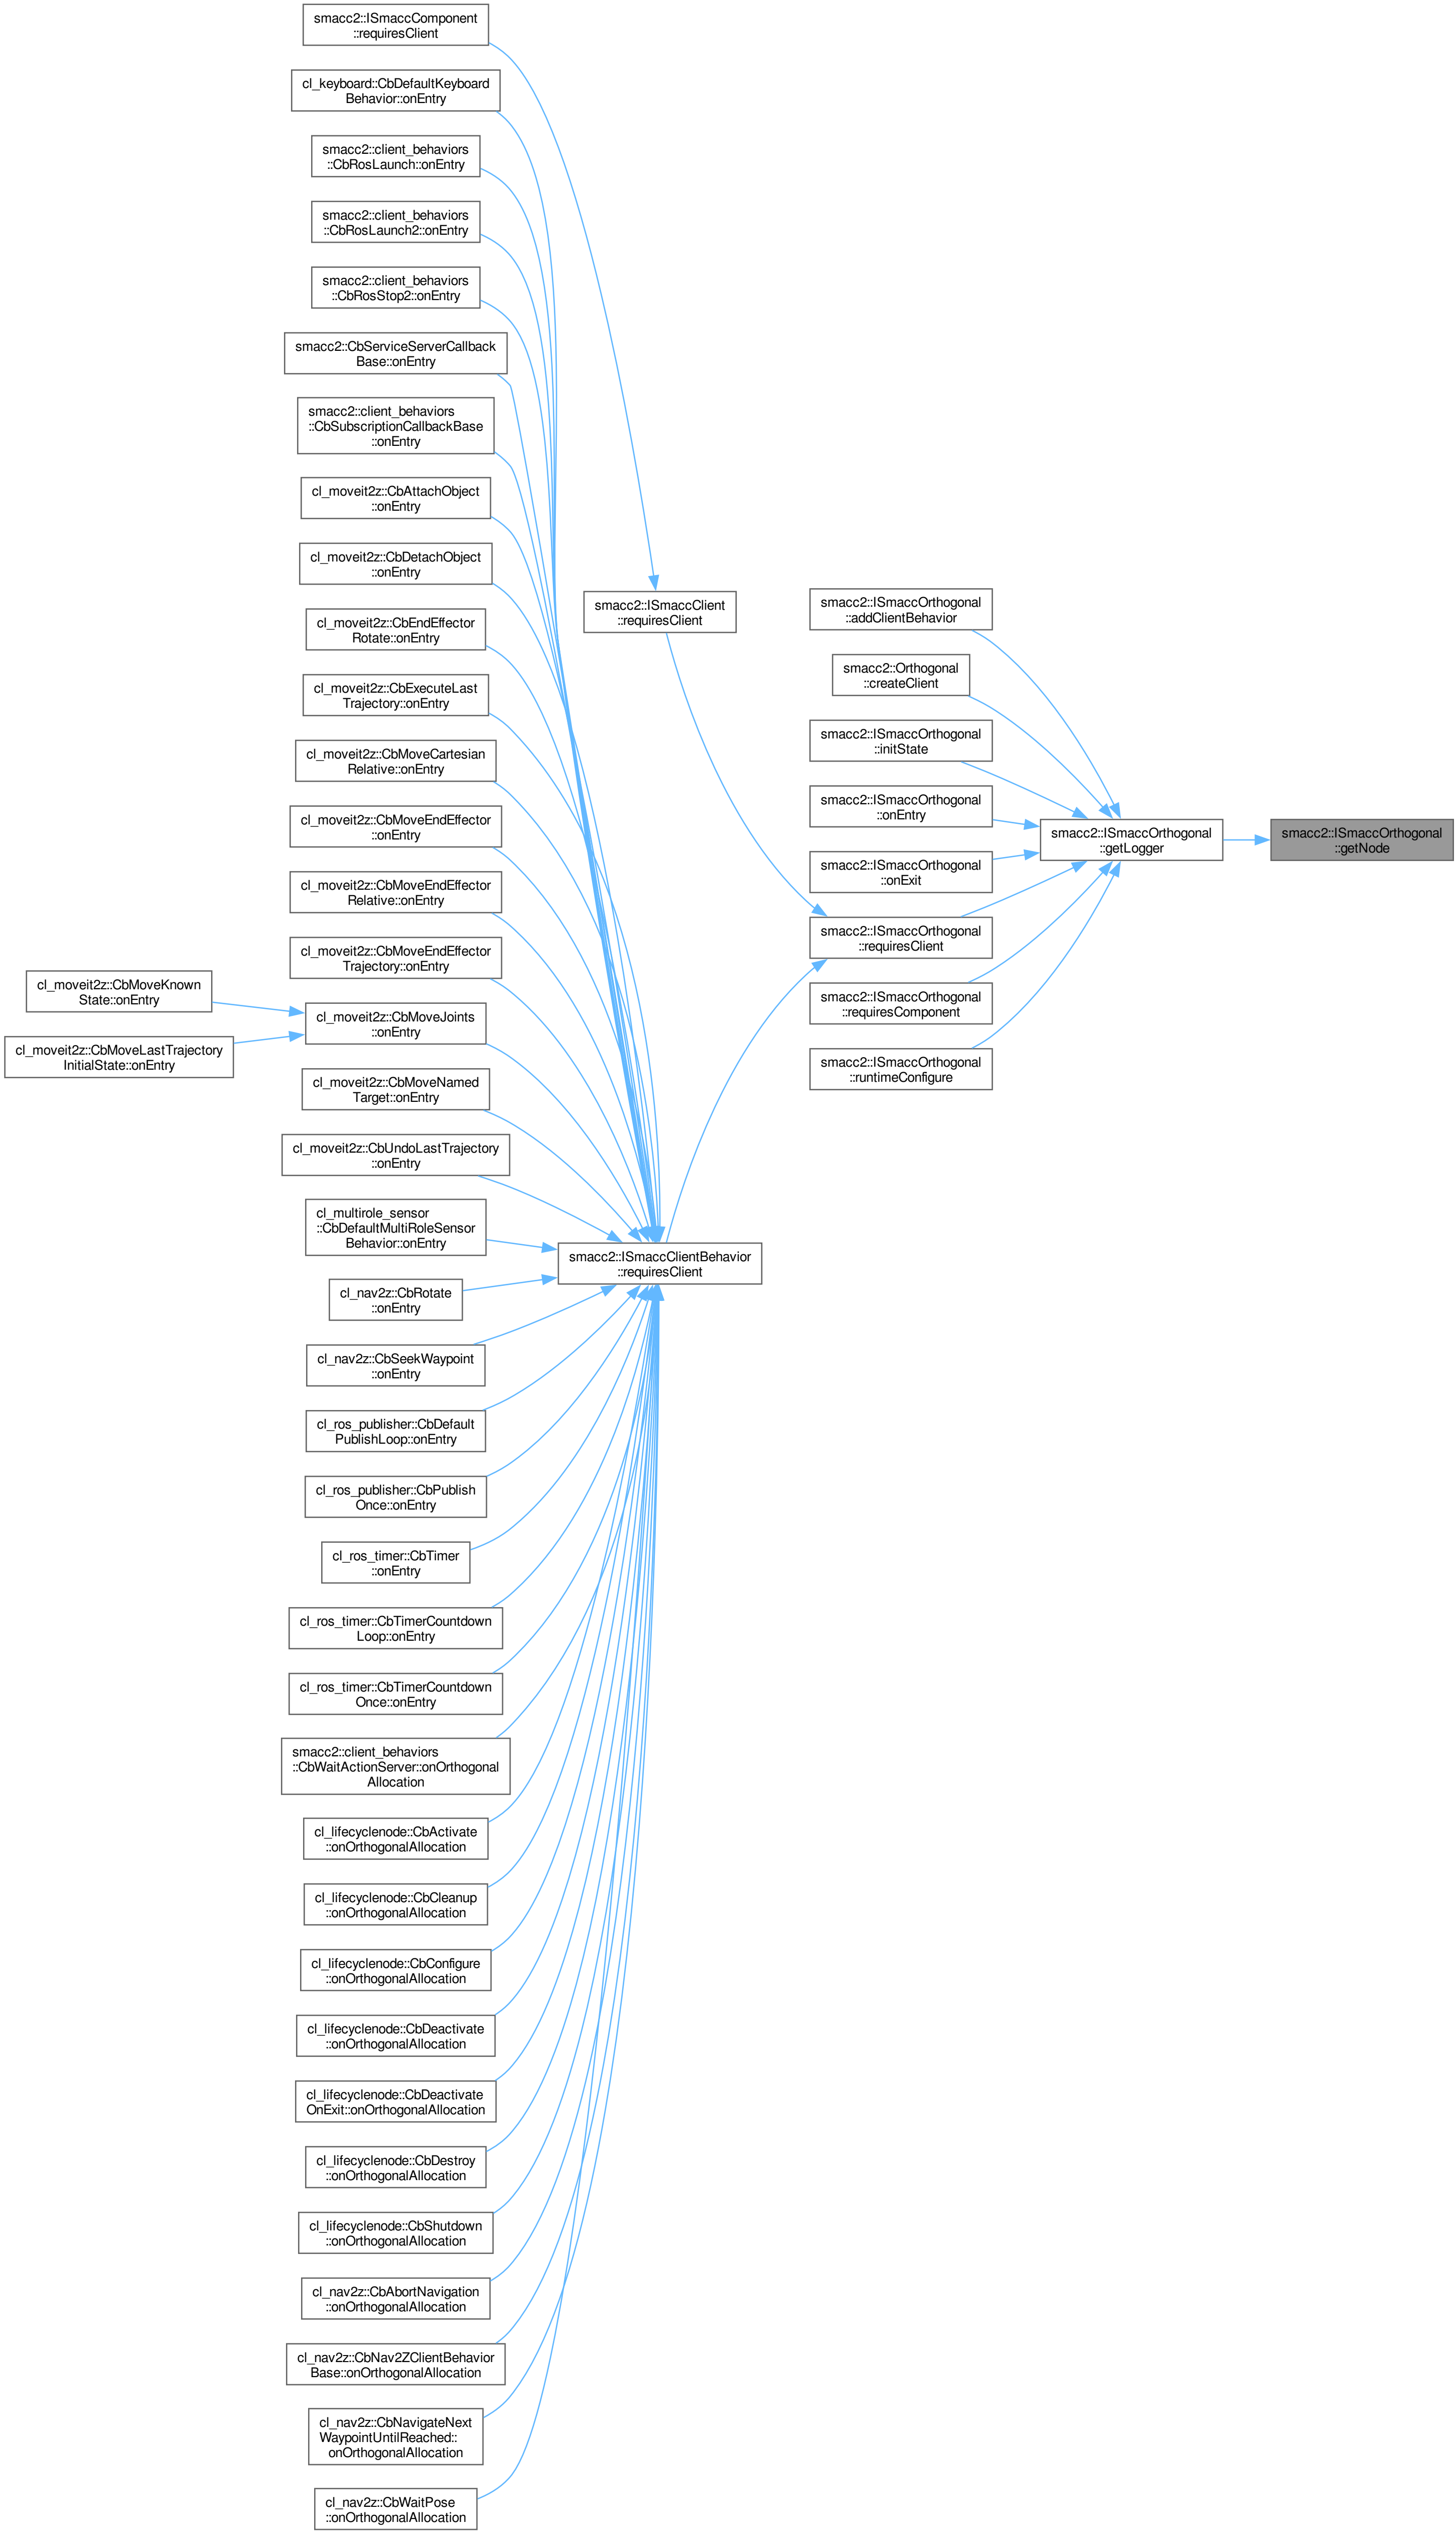 smacc2::ISmaccComponent
::requiresClient
cl_keyboard::CbDefaultKeyboard
Behavior::onEntry
smacc2::client_behaviors
::CbRosLaunch::onEntry
smacc2::client_behaviors
::CbRosLaunch2::onEntry
smacc2::client_behaviors
::CbRosStop2::onEntry
smacc2::CbServiceServerCallback
Base::onEntry
smacc2::client_behaviors
::CbSubscriptionCallbackBase
::onEntry
cl_moveit2z::CbAttachObject
::onEntry
cl_moveit2z::CbDetachObject
::onEntry
cl_moveit2z::CbEndEffector
Rotate::onEntry
cl_moveit2z::CbExecuteLast
Trajectory::onEntry
cl_moveit2z::CbMoveCartesian
Relative::onEntry
cl_moveit2z::CbMoveEndEffector
::onEntry
cl_moveit2z::CbMoveEndEffector
Relative::onEntry
cl_moveit2z::CbMoveEndEffector
Trajectory::onEntry
cl_moveit2z::CbMoveKnown
State::onEntry
cl_moveit2z::CbMoveLastTrajectory
InitialState::onEntry
cl_moveit2z::CbMoveJoints
::onEntry
cl_moveit2z::CbMoveNamed
Target::onEntry
cl_moveit2z::CbUndoLastTrajectory
::onEntry
cl_multirole_sensor
::CbDefaultMultiRoleSensor
Behavior::onEntry
cl_nav2z::CbRotate
::onEntry
cl_nav2z::CbSeekWaypoint
::onEntry
cl_ros_publisher::CbDefault
PublishLoop::onEntry
cl_ros_publisher::CbPublish
Once::onEntry
cl_ros_timer::CbTimer
::onEntry
cl_ros_timer::CbTimerCountdown
Loop::onEntry
cl_ros_timer::CbTimerCountdown
Once::onEntry
smacc2::client_behaviors
::CbWaitActionServer::onOrthogonal
Allocation
cl_lifecyclenode::CbActivate
::onOrthogonalAllocation
cl_lifecyclenode::CbCleanup
::onOrthogonalAllocation
cl_lifecyclenode::CbConfigure
::onOrthogonalAllocation
cl_lifecyclenode::CbDeactivate
::onOrthogonalAllocation
cl_lifecyclenode::CbDeactivate
OnExit::onOrthogonalAllocation
cl_lifecyclenode::CbDestroy
::onOrthogonalAllocation
cl_lifecyclenode::CbShutdown
::onOrthogonalAllocation
cl_nav2z::CbAbortNavigation
::onOrthogonalAllocation
cl_nav2z::CbNav2ZClientBehavior
Base::onOrthogonalAllocation
cl_nav2z::CbNavigateNext
WaypointUntilReached::
onOrthogonalAllocation
cl_nav2z::CbWaitPose
::onOrthogonalAllocation
smacc2::ISmaccClient
::requiresClient
smacc2::ISmaccClientBehavior
::requiresClient
smacc2::ISmaccOrthogonal
::addClientBehavior
smacc2::Orthogonal
::createClient
smacc2::ISmaccOrthogonal
::initState
smacc2::ISmaccOrthogonal
::onEntry
smacc2::ISmaccOrthogonal
::onExit
smacc2::ISmaccOrthogonal
::requiresClient
smacc2::ISmaccOrthogonal
::requiresComponent
smacc2::ISmaccOrthogonal
::runtimeConfigure
smacc2::ISmaccOrthogonal
::getLogger
smacc2::ISmaccOrthogonal
::getNode